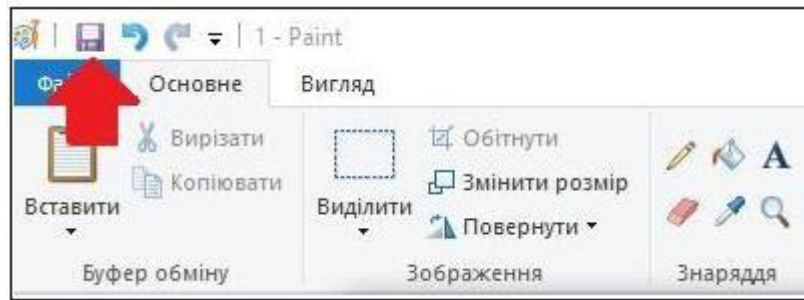 1 - Paint
Основне Вигляд
Вирізати
Копіювати
Вставити
Буфер обміну
Виділити
Обітнути
Змінити розмір
Повернути
Зображення
A
Знаряддя